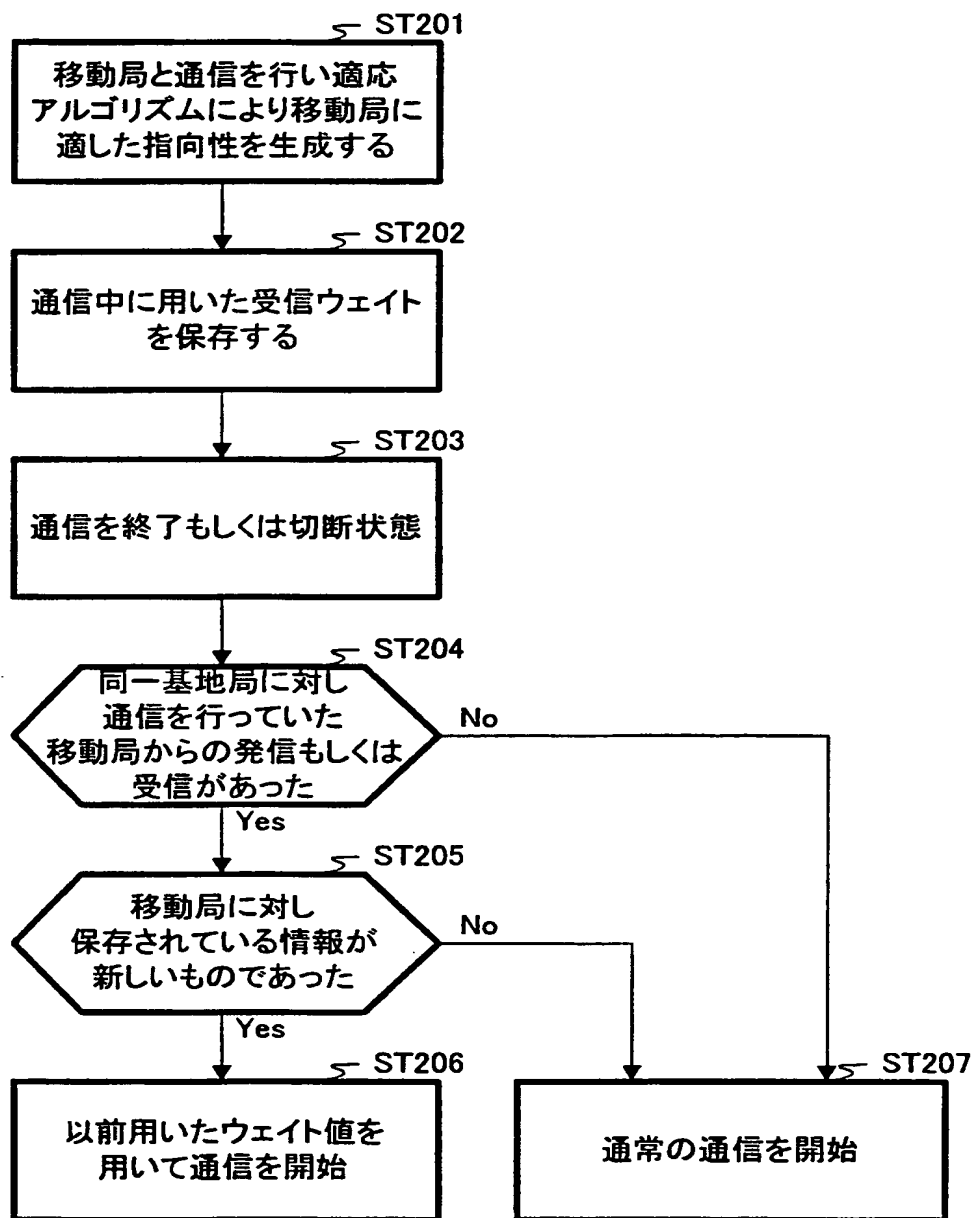 ST201
移動局と通信を行い適応
アルゴリズムにより移動局に
適した指向性を生成する
ST202
通信中に用いた受信ウェイト
を保存する
ST203
通信を終了もしくは切断状態
ST204
同一基地局に対し
通信を行っていた
移動局からの発信もしくは
受信があった
No
Yes
ST205
移動局に対し
保存されている情報が
新しいものであった
No
Yes
ST206
以前用いたウェイト値を
用いて通信を開始
ST207
通常の通信を開始